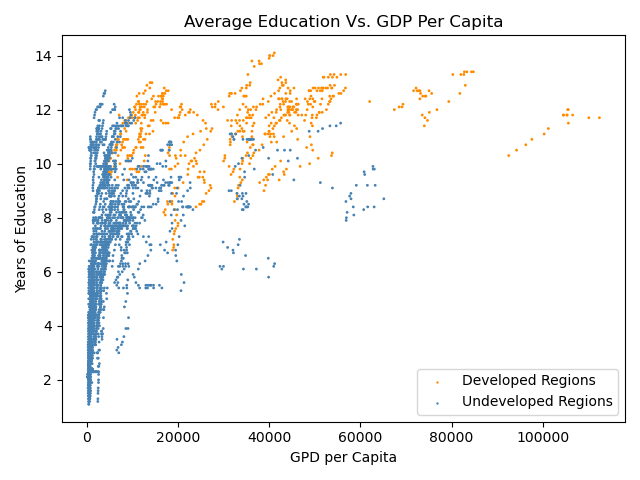 Average Education Vs. GDP Per Capita
Years of Education
14
12
10
8
6
4
2
0
20000
40000
60000
80000
100000
GPD per Capita
Developed Regions
Undeveloped Regions